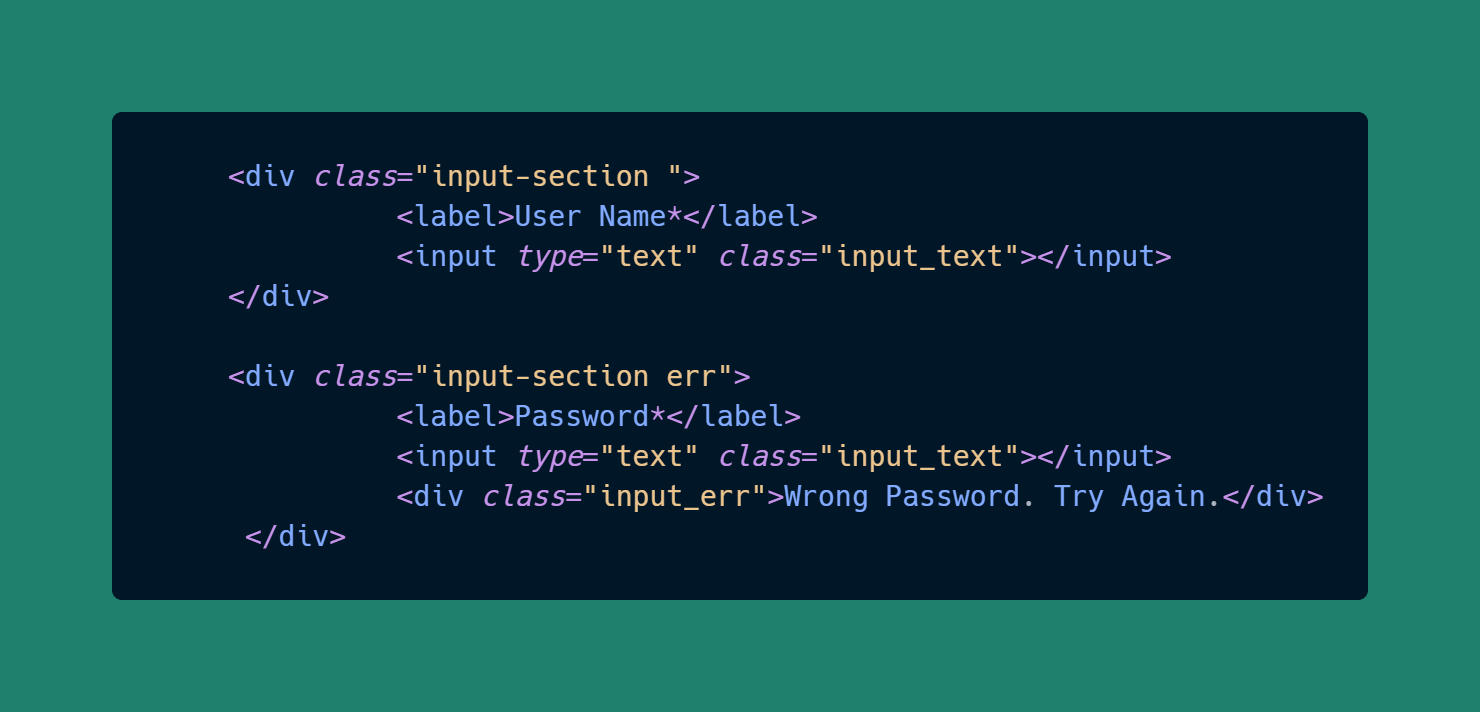 <div class="input-section ">
<label>User Name*</label>
<input type="text" class="input_text"></input>
</div>
<div class="input-section err">
<label>Password*</label>
<input type="text" class="input_text"></input>
<div class="input_err">Wrong Password. Try Again.</div>
</div>